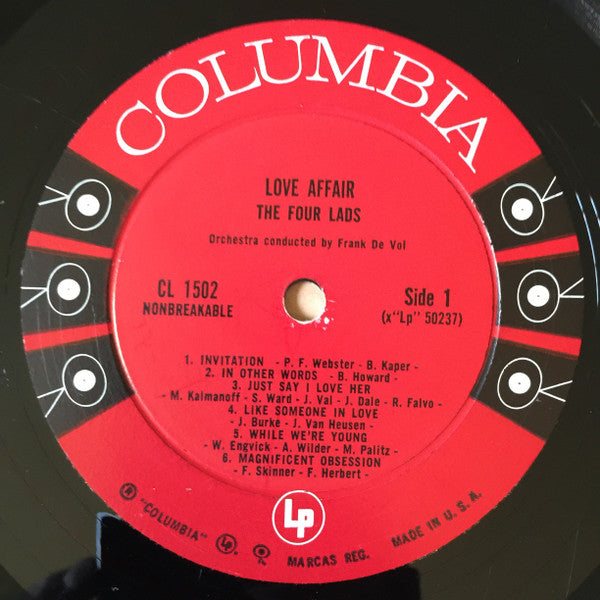 COLUMBIA
LOVE AFFAIR
THE FOUR LADS
Orchestra conducted by Frank De Vol
CL 1502
NONBREAKABLE
Side 1
(x"Lp" 50237)
1. INVITATION - P. F. Webster - B. Kaper -
2. IN OTHER WORDS - B. Howard -
3. JUST SAY I LOVE HER
- M. Kalmanoff - S. Ward - J. Val - J. Dale - R. Falvo -
4. LIKE SOMEONE IN LOVE
- J. Burke - J. Van Heusen -
5. WHILE WE'RE YOUNG
- W. Engvick - A. Wilder - M. Palitz -
6. MAGNIFICENT OBSESSION
- F. Skinner - F. Herbert -
Lp
® "COLUMBIA" Lp. MARCAS REG. MADE IN U. S. A.